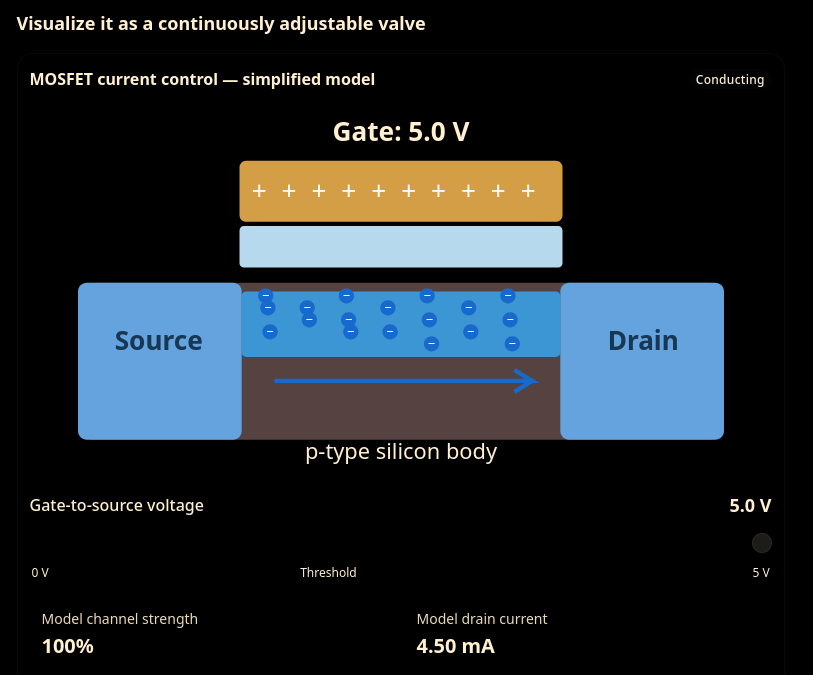 Visualize it as a continuously adjustable valve
MOSFET current control — simplified model
Conducting
Gate: 5.0 V
+ + + + + + + + + +
Source
Drain
p-type silicon body
Gate-to-source voltage
5.0 V
0 V
Threshold
5 V
Model channel strength
Model drain current
100%
4.50 mA